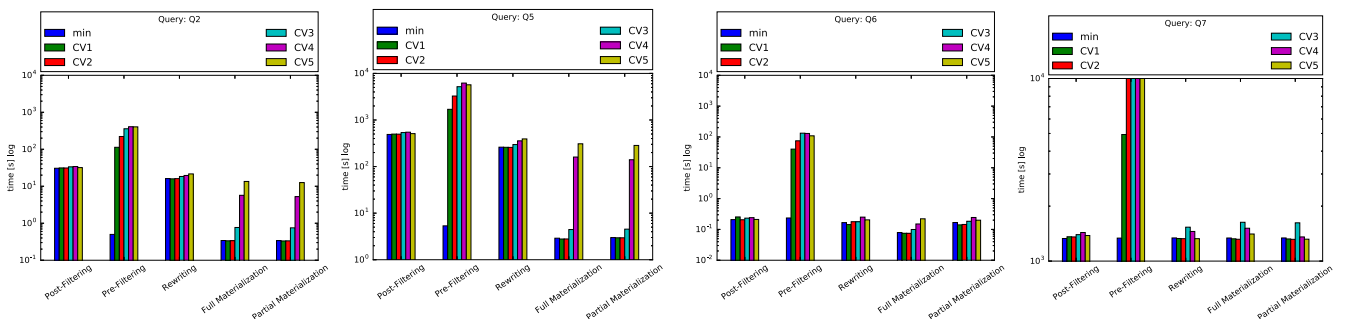 Query: Q2
min
CV1
CV2
CV3
CV4
CV5
time [s] log
10^4
10^3
10^2
10^1
10^0
10^-1
Post-Filtering
Pre-Filtering
Rewriting
Full Materialization
Partial Materialization
Query: Q5
min
CV1
CV2
CV3
CV4
CV5
time [s] log
10^4
10^3
10^2
10^1
10^0
Post-Filtering
Pre-Filtering
Rewriting
Full Materialization
Partial Materialization
Query: Q6
min
CV1
CV2
CV3
CV4
CV5
time [s] log
10^4
10^3
10^2
10^1
10^0
10^-1
10^-2
Post-Filtering
Pre-Filtering
Rewriting
Full Materialization
Partial Materialization
Query: Q7
min
CV1
CV2
CV3
CV4
CV5
time [s] log
10^4
10^3
Post-Filtering
Pre-Filtering
Rewriting
Full Materialization
Partial Materialization